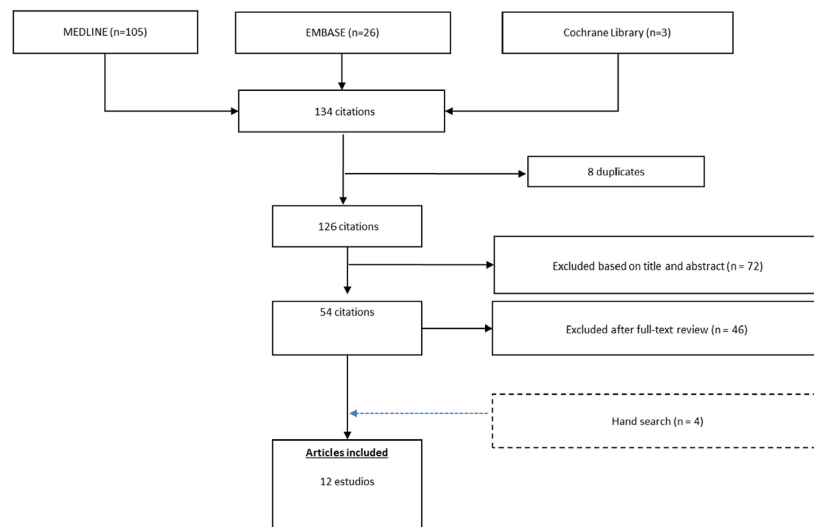 MEDLINE (n=105)
EMBASE (n=26)
Cochrane Library (n=3)
134 citations
8 duplicates
126 citations
Excluded based on title and abstract (n = 72)
54 citations
Excluded after full-text review (n = 46)
Hand search (n = 4)
Articles included
12 estudios